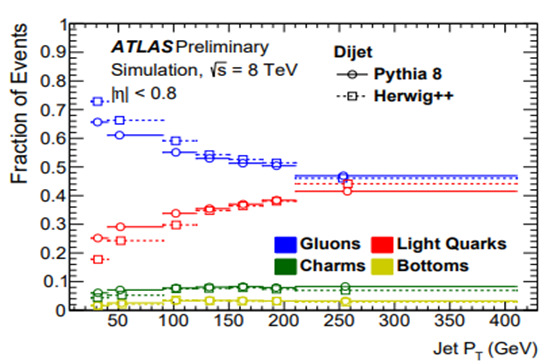 Fraction of Events
1
0.9
0.8
0.7
0.6
0.5
0.4
0.3
0.2
0.1
0
ATLAS Preliminary
Simulation, √s = 8 TeV
|η| < 0.8
Dijet
Pythia 8
Herwig++
Gluons
Light Quarks
Charms
Bottoms
50 100 150 200 250 300 350 400
Jet P_T (GeV)